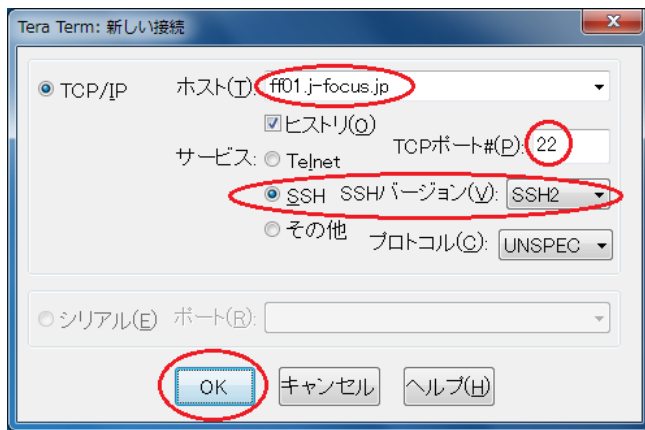 Tera Term: 新しい接続
TCP/IP ホスト(T): ff01.j-focus.jp
ヒストリ(O)
サービス: Telnet TCPポート#(P): 22
SSH SSHバージョン(V): SSH2
その他 プロトコル(C): UNSPEC
シリアル(E) ポート(R):
OK キャンセル ヘルプ(H)